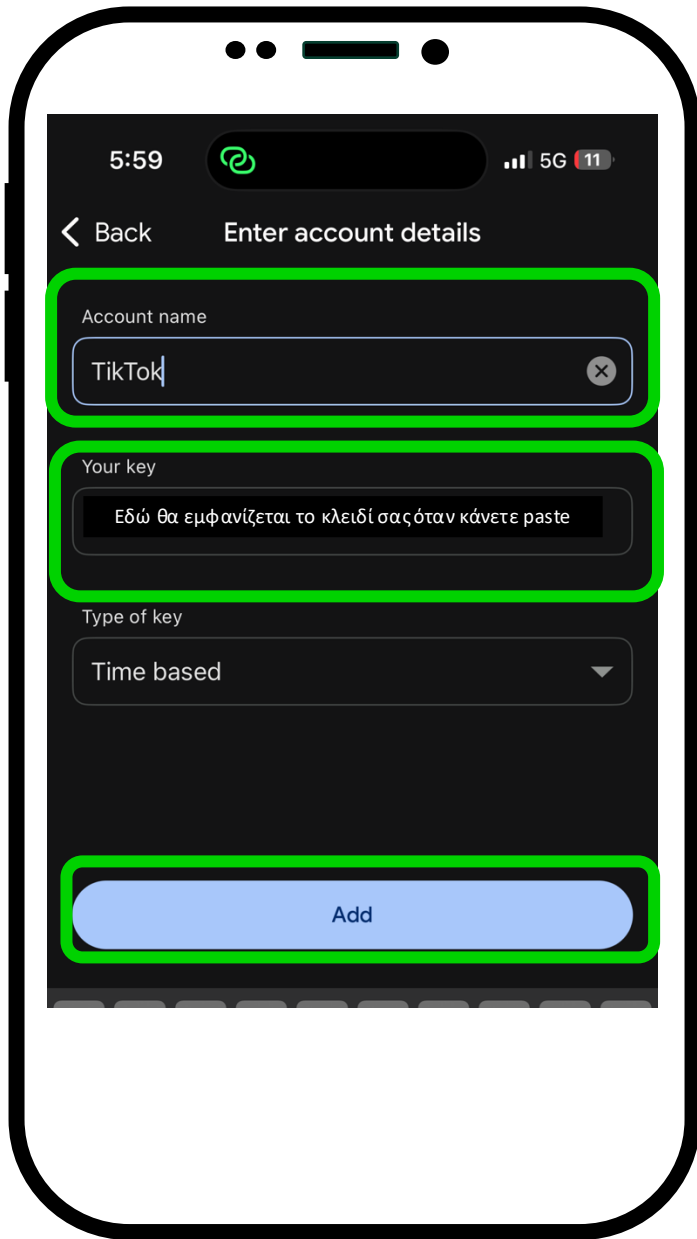 5:59
5G 11
Back
Enter account details
Account name
TikTok
Your key
Εδώ θα εμφανίζεται το κλειδί σας όταν κάνετε paste
Type of key
Time based
Add